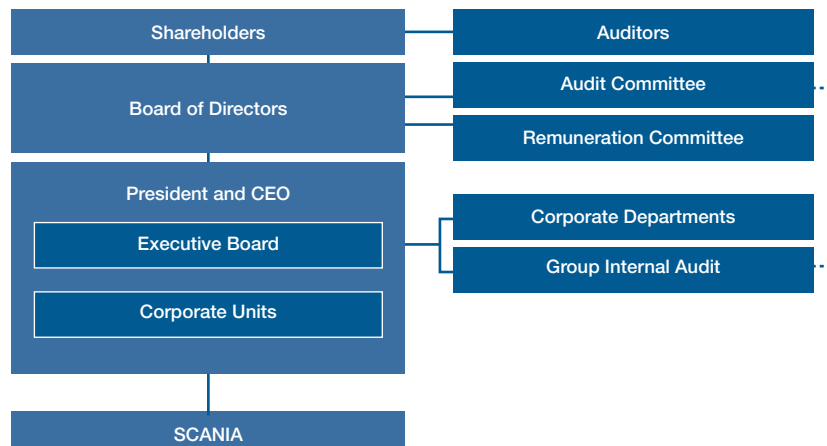 Shareholders
Auditors
Board of Directors
Audit Committee
Remuneration Committee
President and CEO
Executive Board
Corporate Units
Corporate Departments
Group Internal Audit
SCANIA